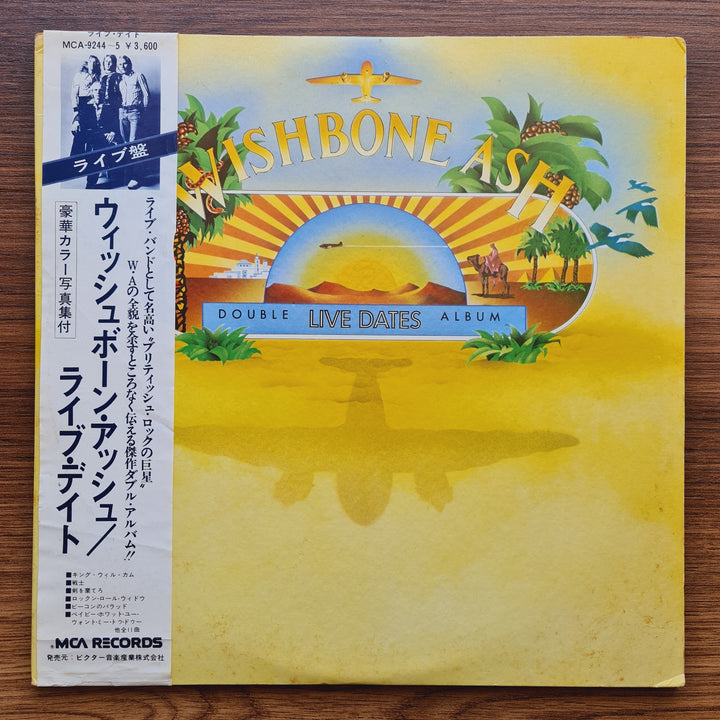 ライブ・デイト
MCA-9244-5 ¥3,600
ライブ盤
豪華カラー写真集付
ウィッシュボーン・アッシュ/
ライブ・デイト
ライブ・バンドとして名高い“ブリティッシュ・ロックの巨星”
W・Aの全貌を余すところなく伝える傑作ダブル・アルバム!!
■キング・ウィル・カム
■戦士
■剣を棄てろ
■ロックン・ロール・ウィドウ
■ビーコンのバラッド
■ベイビー・ホワット・ユー・
ウォント・ミー・トゥ・ドゥー
他全11曲
MCA RECORDS
発売元:ビクター音楽産業株式会社
WISHBONE ASH
DOUBLE LIVE DATES ALBUM